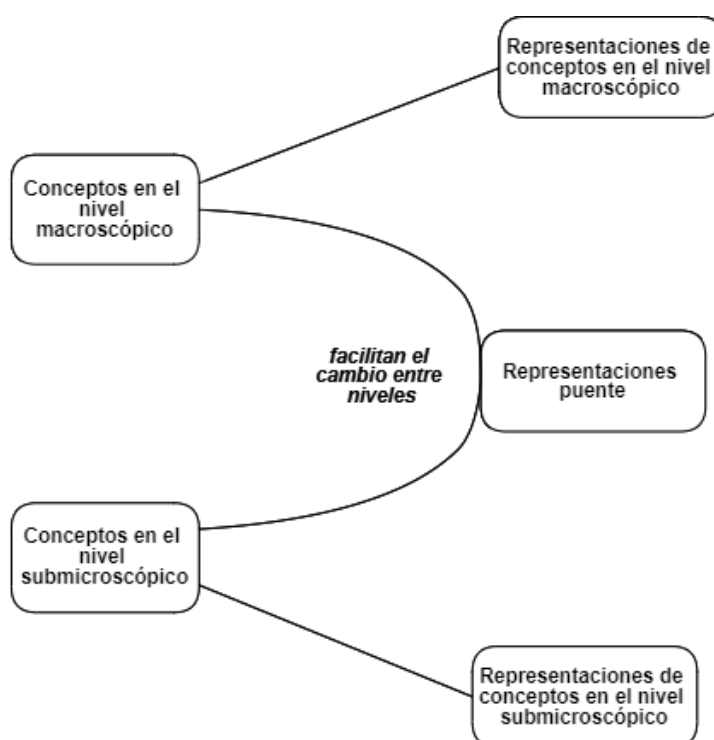 Representaciones de
conceptos en el nivel
macroscópico
Conceptos en el
nivel
macroscópico
facilitan el
cambio entre
niveles
Representaciones
puente
Conceptos en el
nivel
submicroscópico
Representaciones de
conceptos en el nivel
submicroscópico